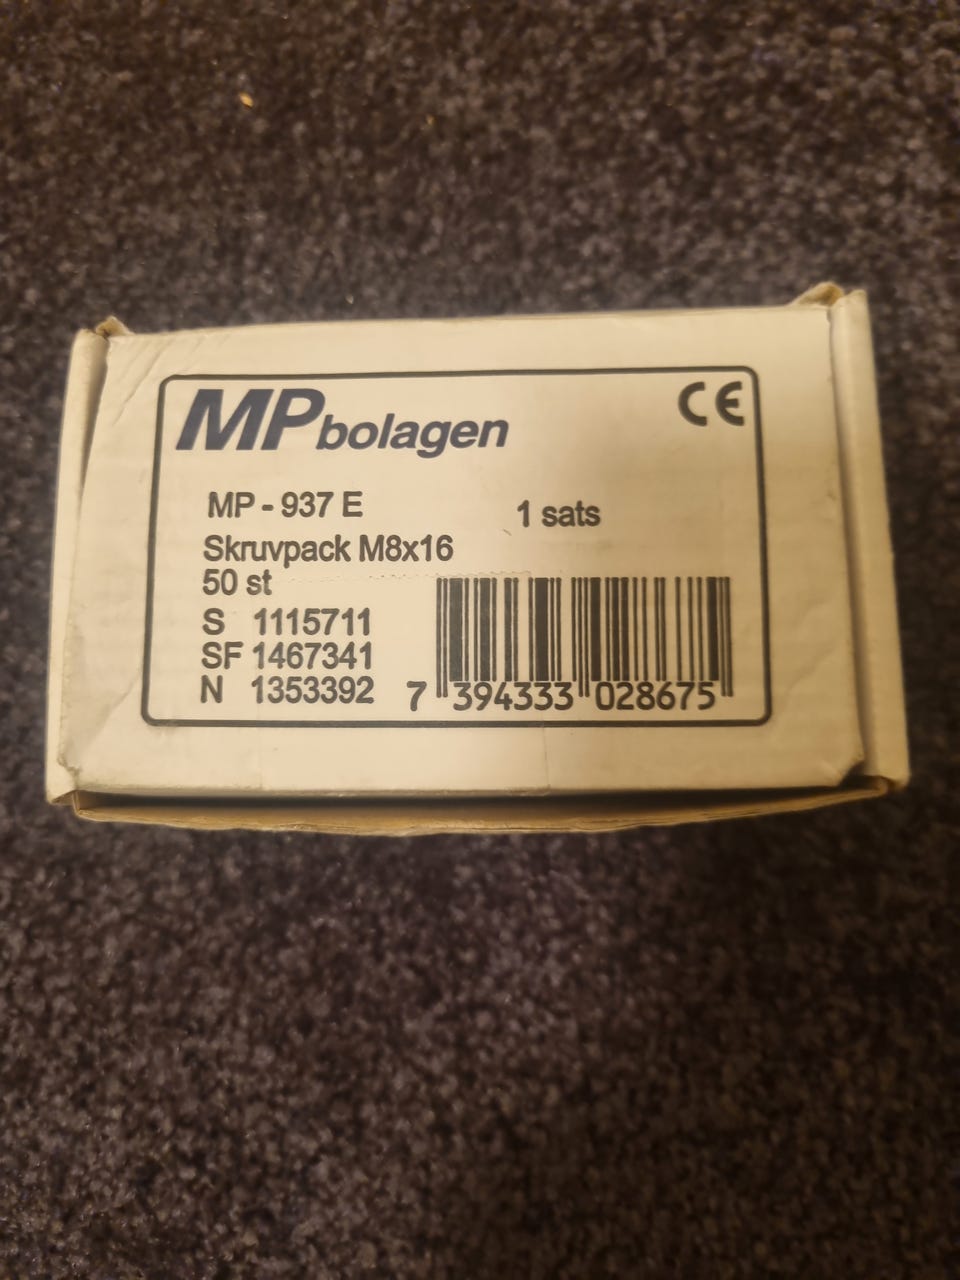 MPbolagen CE
MP - 937 E 1 sats
Skruvpack M8x16
50 st
S 1115711
SF 1467341
N 1353392
7 394333 028675